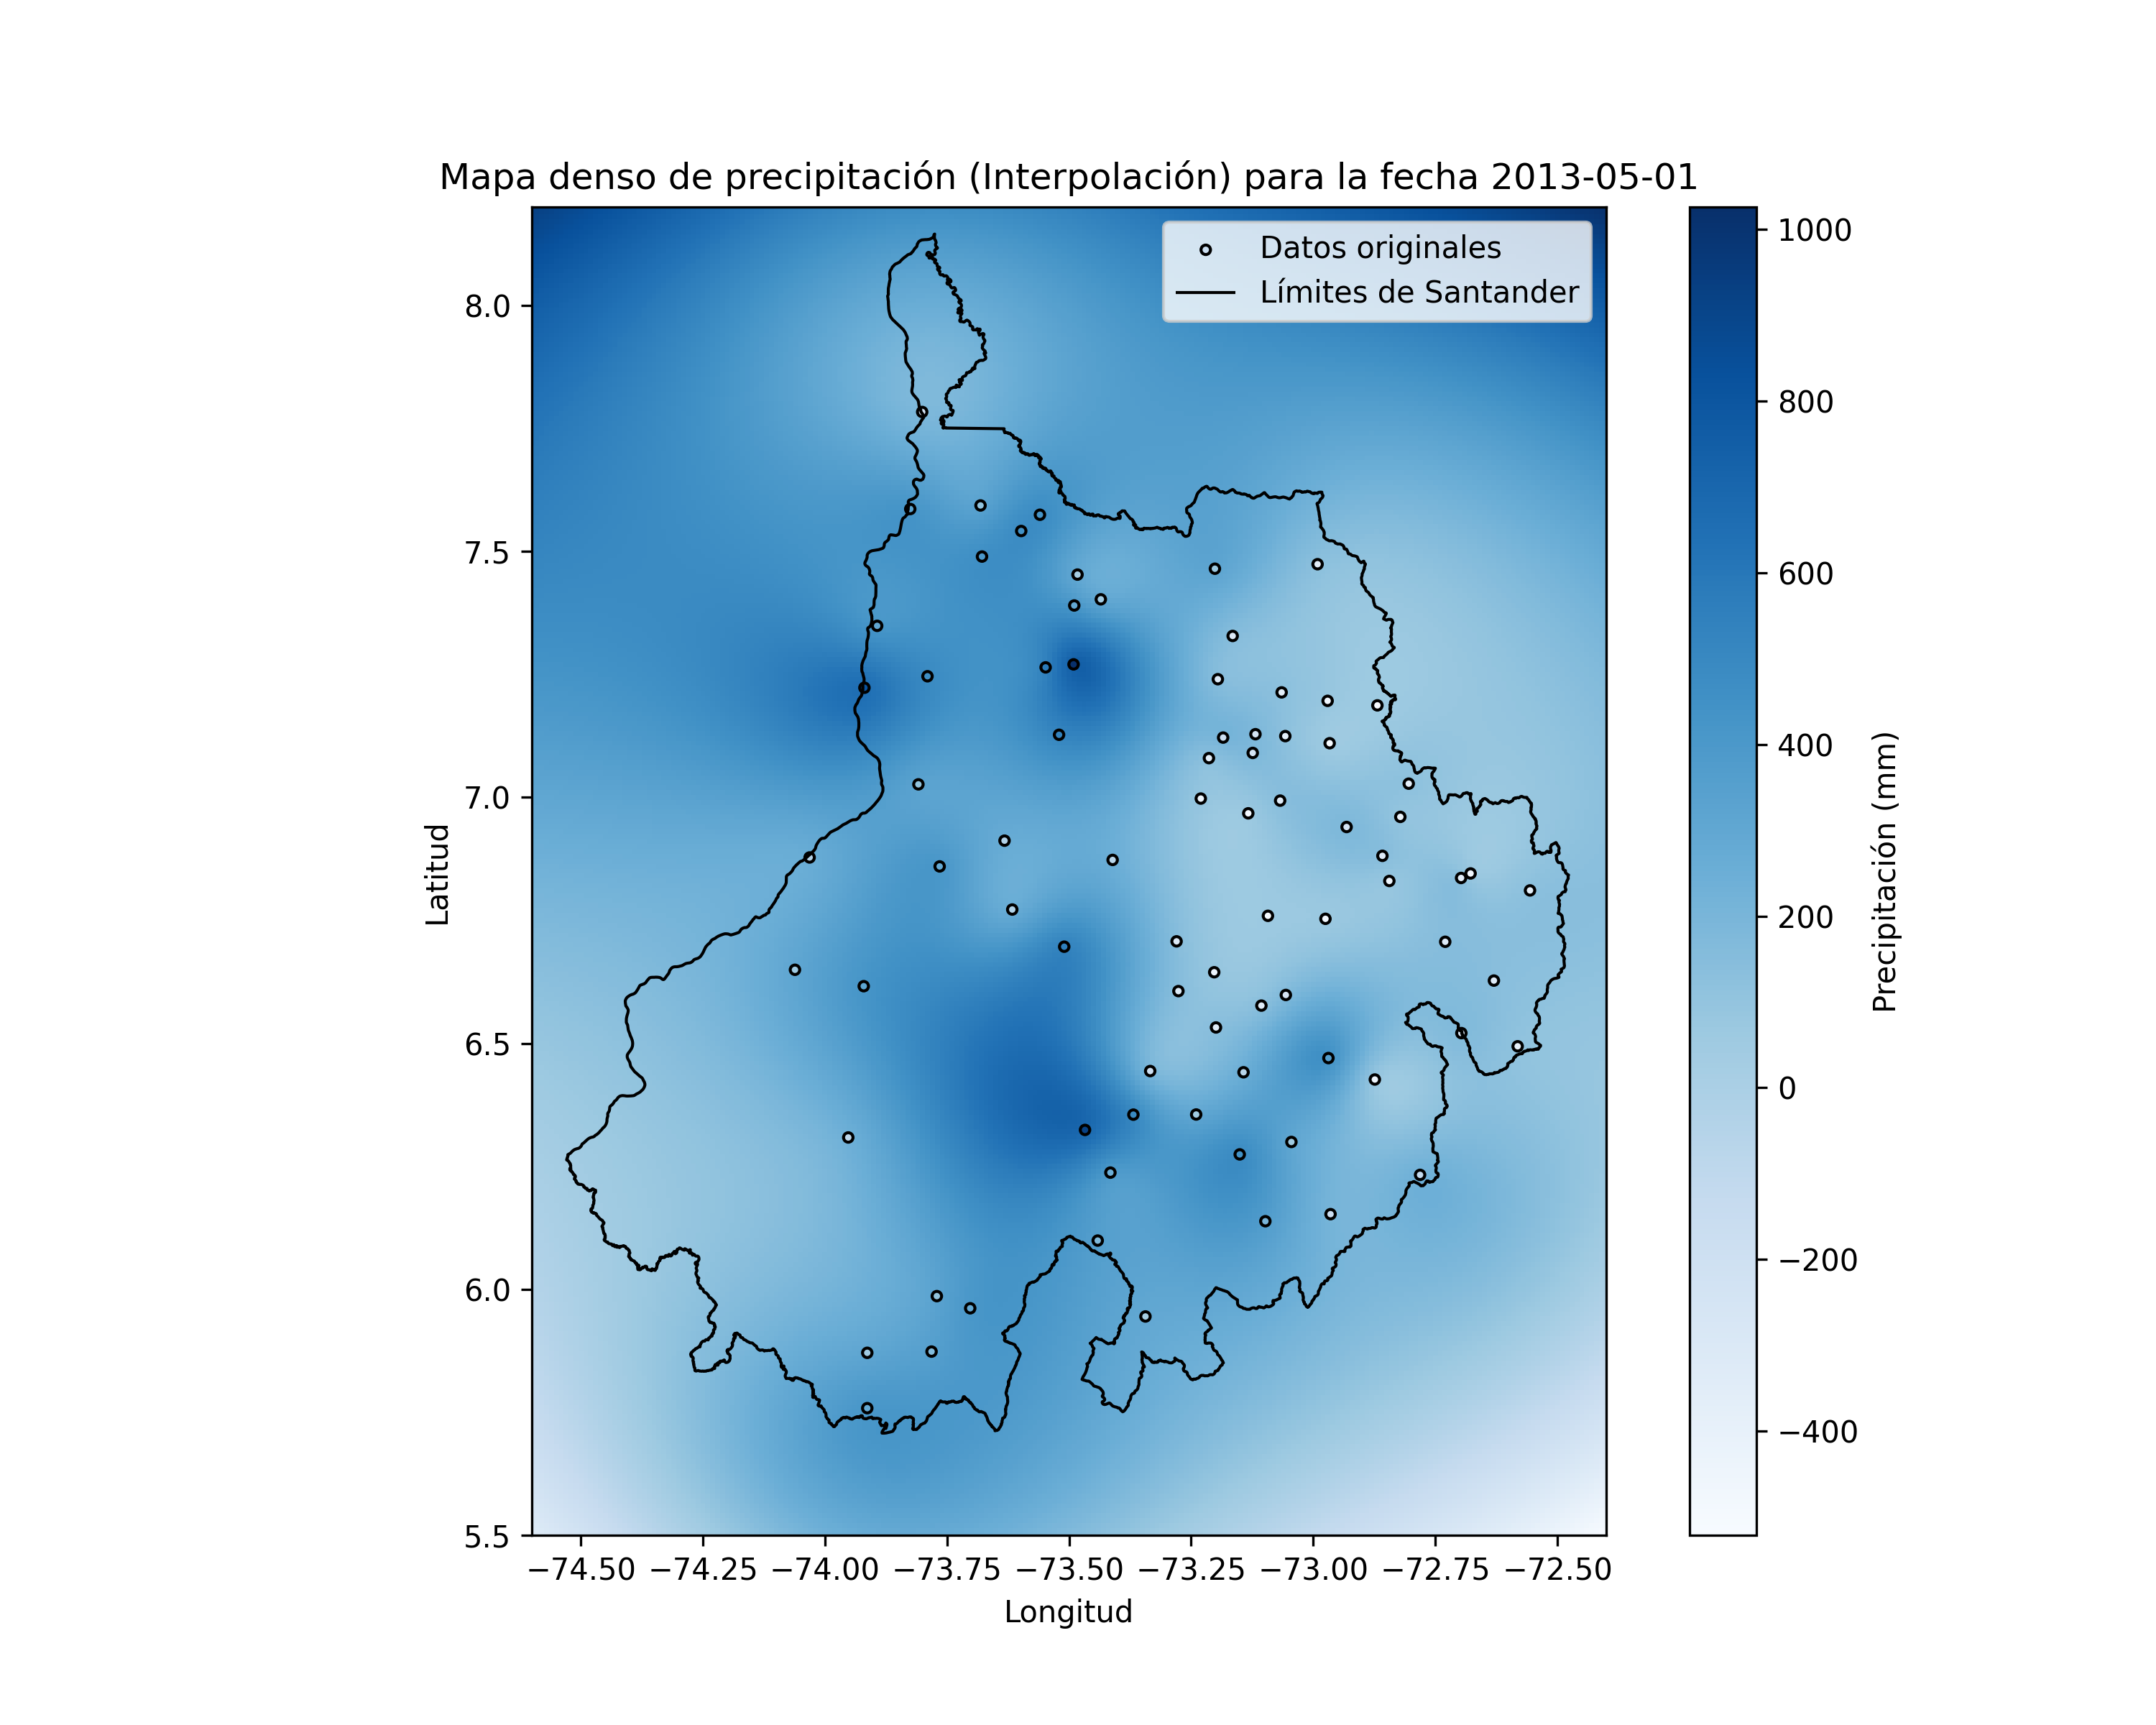 Mapa denso de precipitación (Interpolación) para la fecha 2013-05-01
Datos originales
Límites de Santander
8.0
7.5
7.0
6.5
6.0
5.5
Latitud
−74.50 −74.25 −74.00 −73.75 −73.50 −73.25 −73.00 −72.75 −72.50
Longitud
1000
800
600
400
200
0
−200
−400
Precipitación (mm)